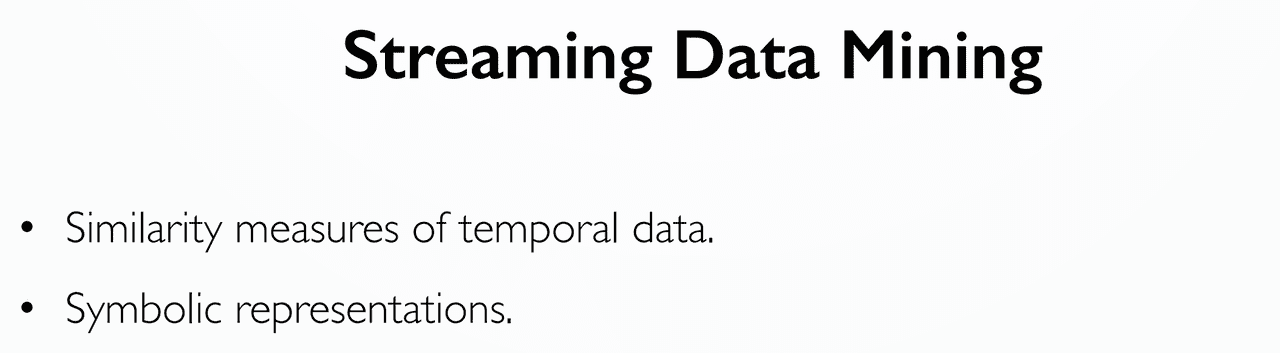 Streaming Data Mining
• Similarity measures of temporal data.
• Symbolic representations.